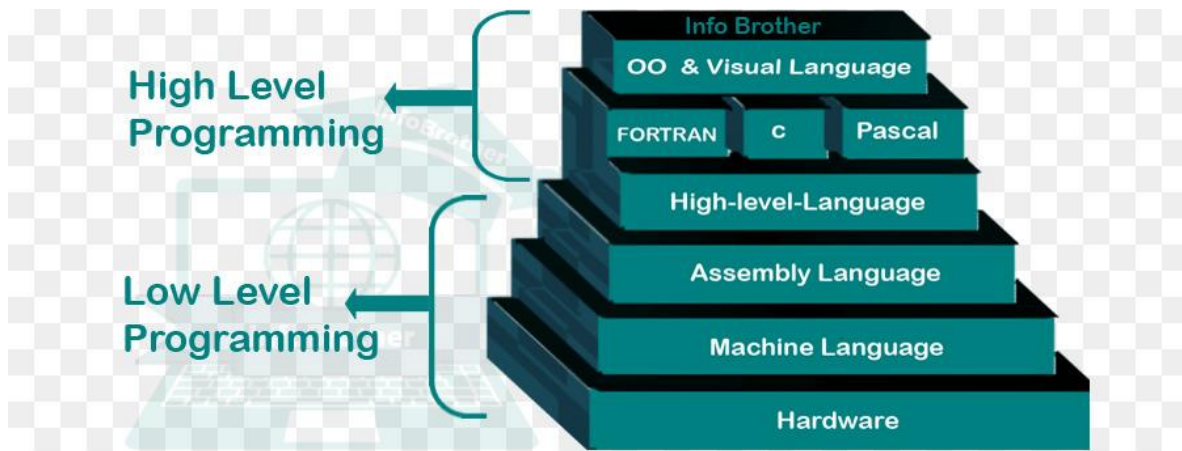 Info Brother
OO & Visual Language
High Level
Programming
FORTRAN C Pascal
InfoBrother
High-level-Language
Assembly Language
Low Level
Programming
Machine Language
Hardware